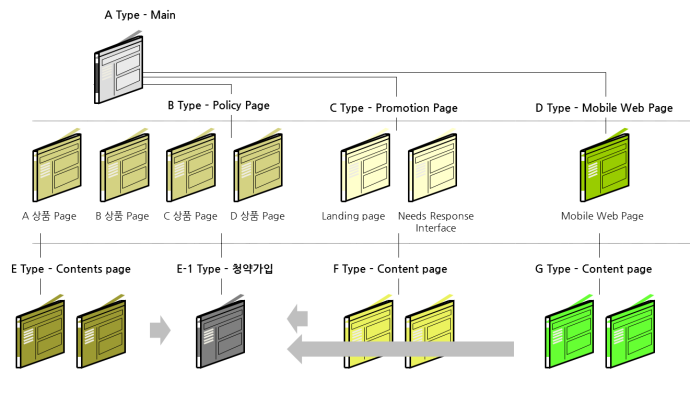 A Type - Main
B Type - Policy Page
C Type - Promotion Page
D Type - Mobile Web Page
A 상품 Page
B 상품 Page
C 상품 Page
D 상품 Page
Landing page
Needs Response
Interface
Mobile Web Page
E Type - Contents page
E-1 Type - 청약가입
F Type - Content page
G Type - Content page